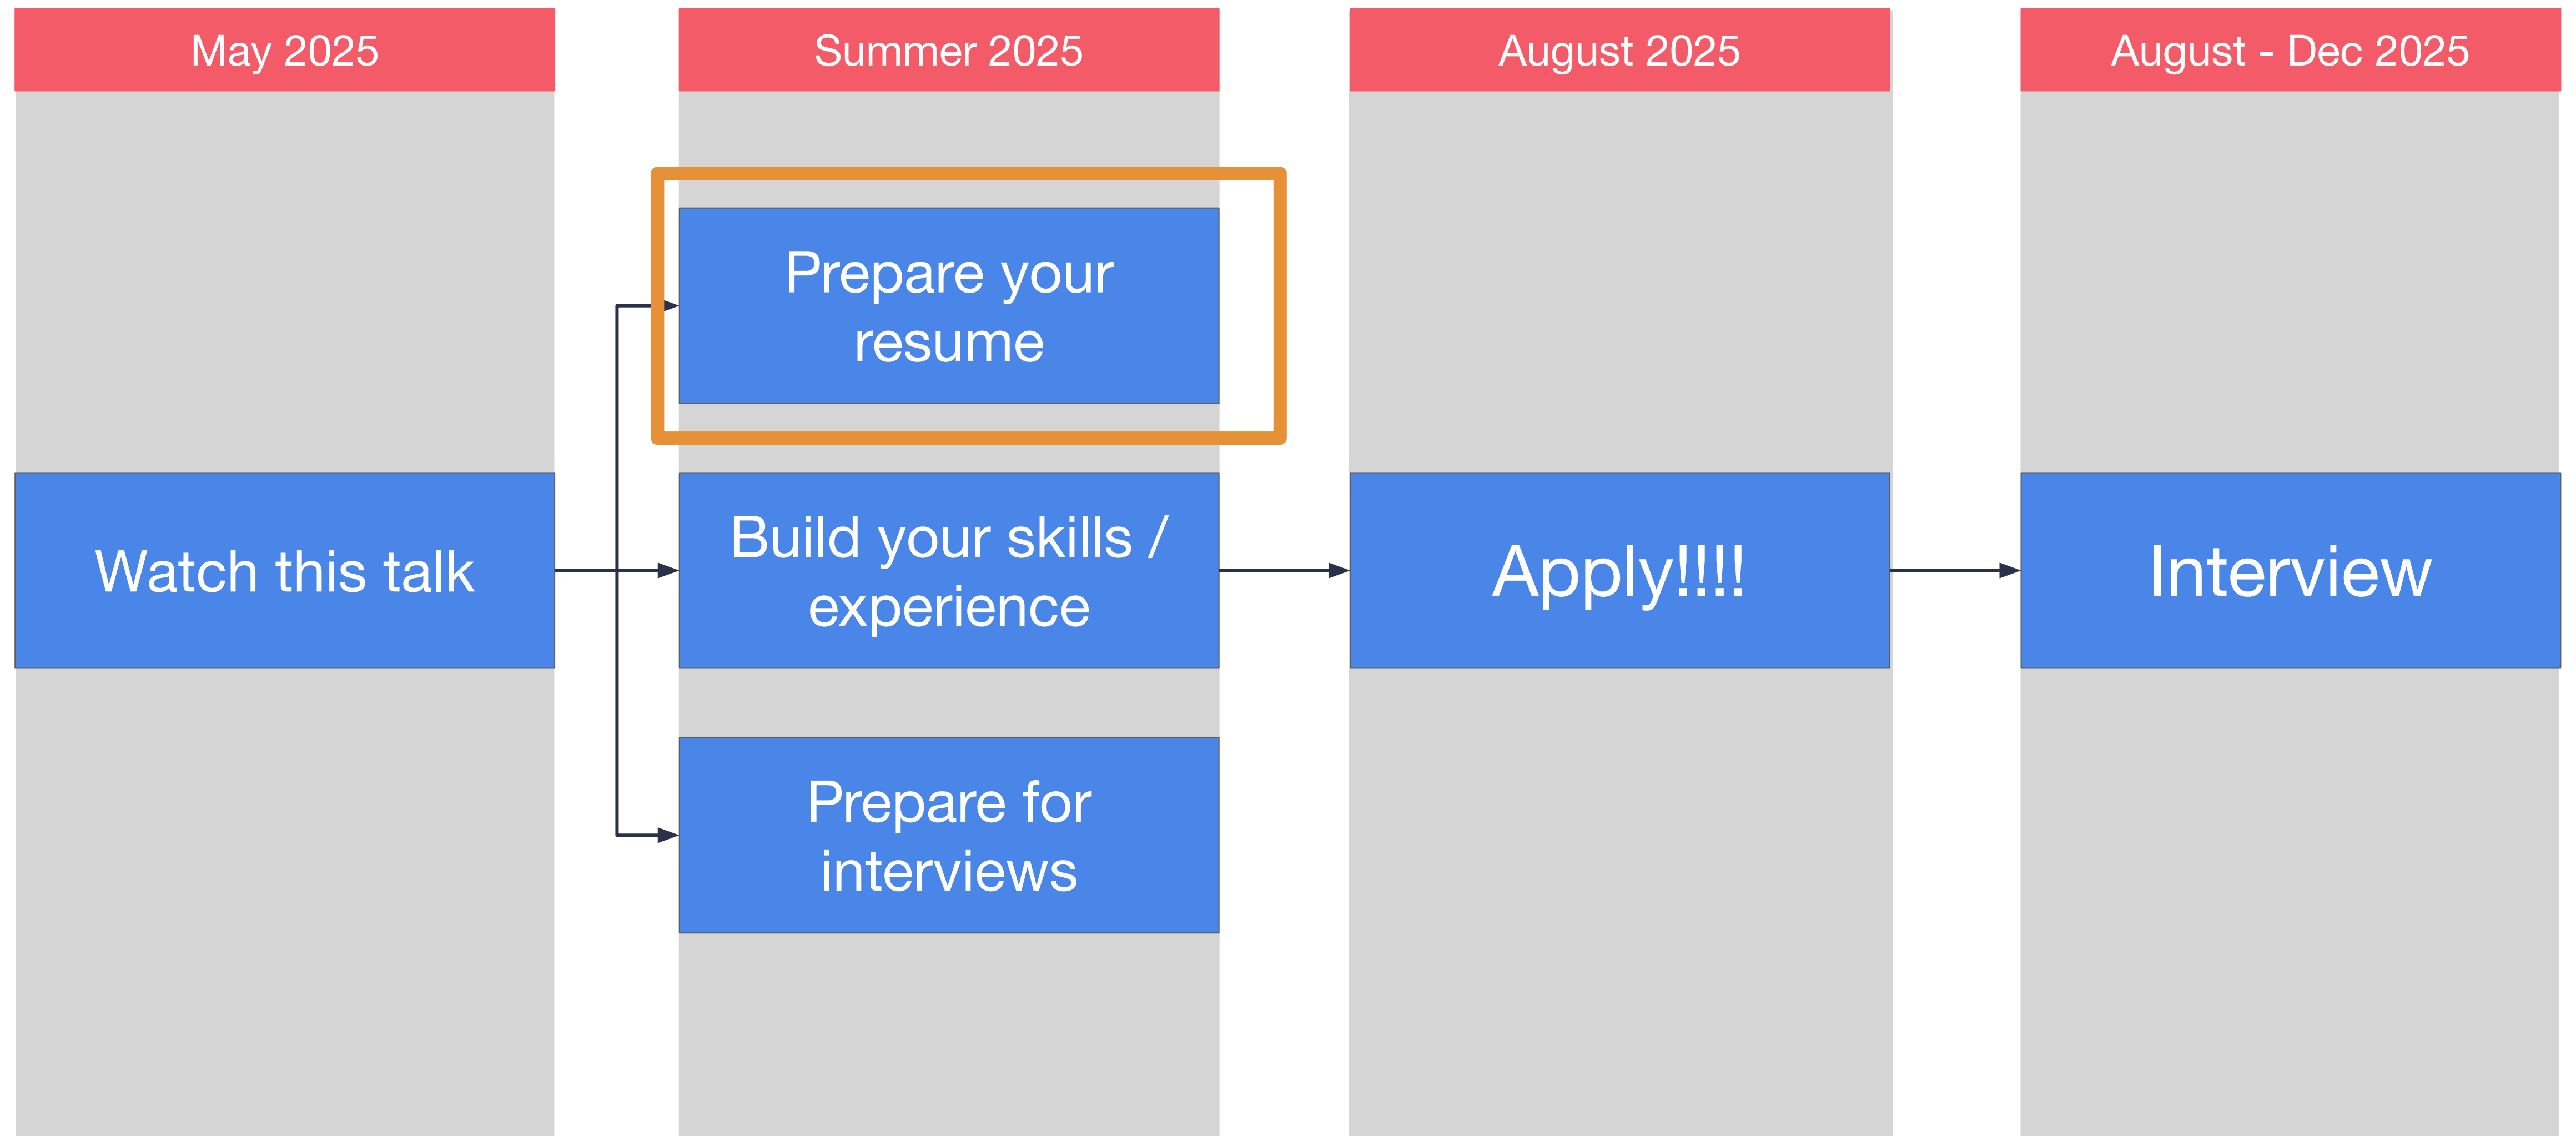 May 2025
Summer 2025
August 2025
August - Dec 2025
Watch this talk
Prepare your
resume
Build your skills /
experience
Prepare for
interviews
Apply!!!!
Interview